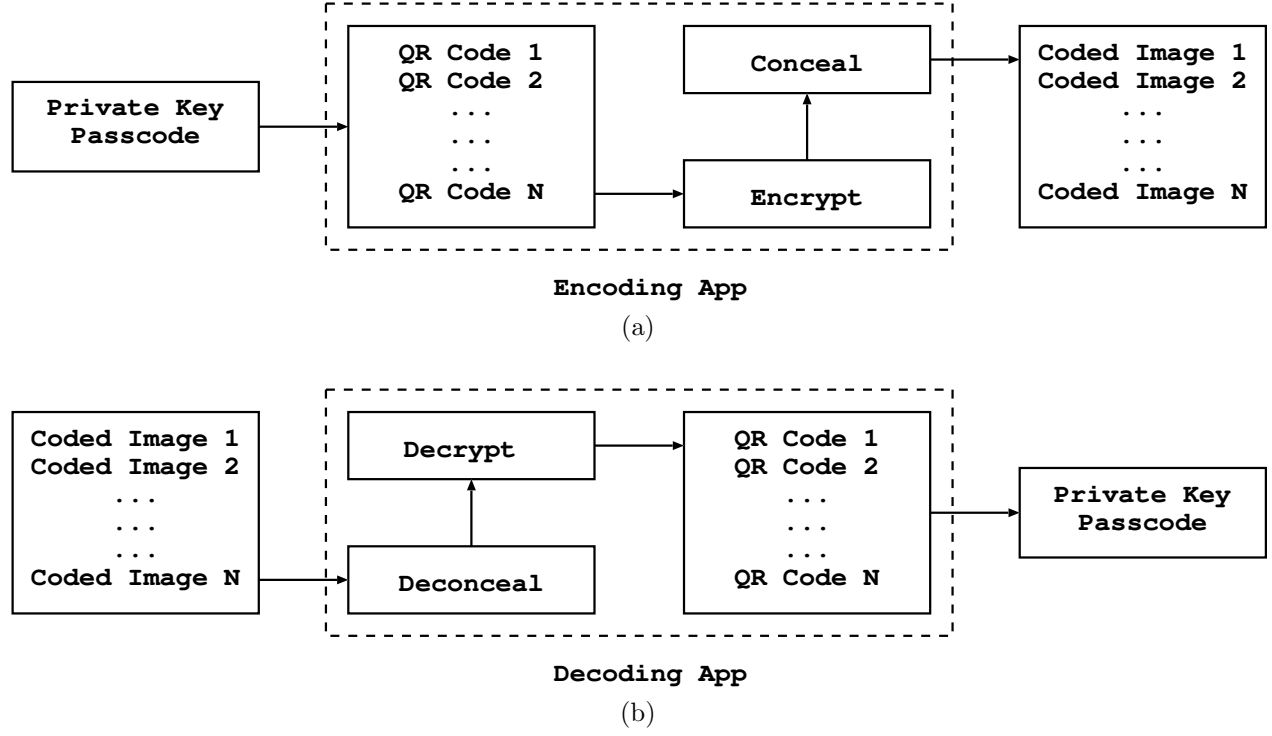 Private Key
Passcode
QR Code 1
QR Code 2
...
...
...
QR Code N
Conceal
Encrypt
Coded Image 1
Coded Image 2
...
...
...
Coded Image N
Encoding App
(a)
Coded Image 1
Coded Image 2
...
...
...
Coded Image N
Decrypt
Deconceal
QR Code 1
QR Code 2
...
...
...
QR Code N
Private Key
Passcode
Decoding App
(b)